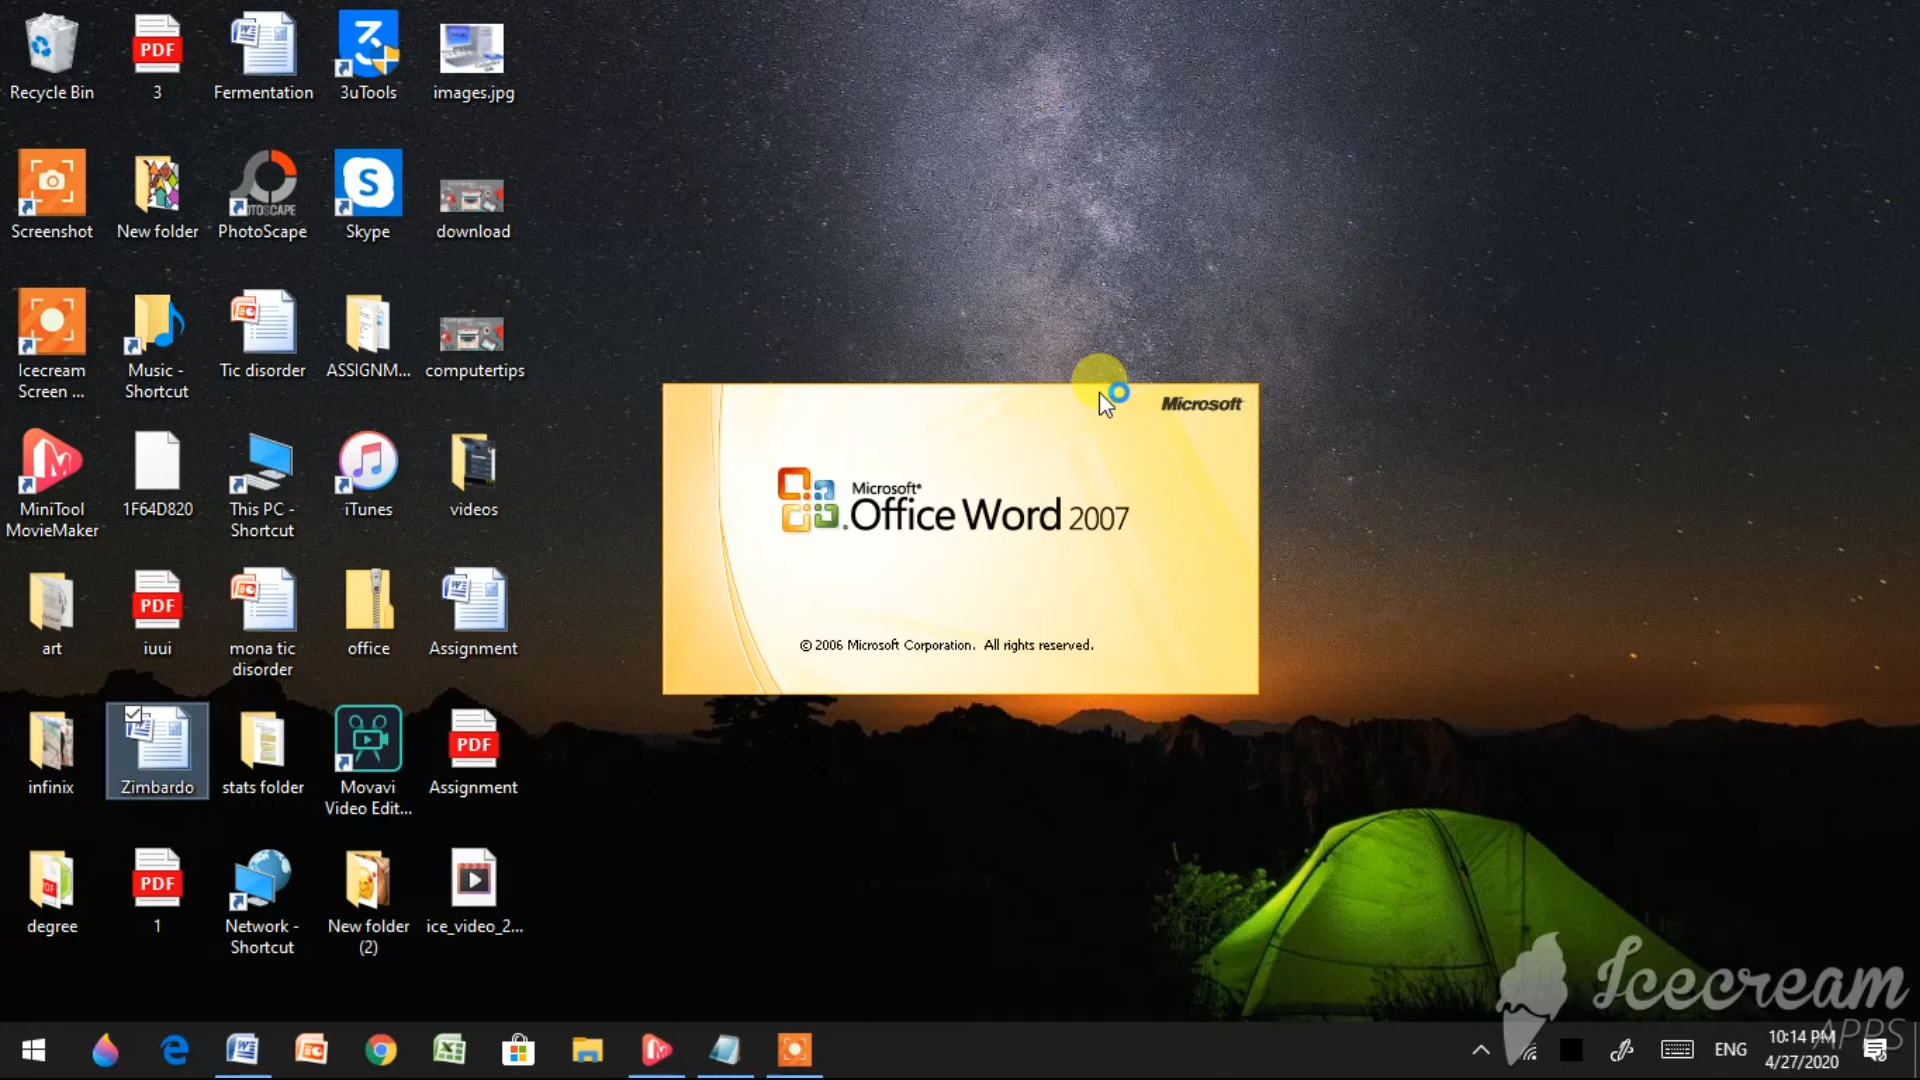 Recycle Bin
PDF
3
Fermentation
3uTools
images.jpg
Screenshot
New folder
PhotoScape
OTOSCAPE
Skype
download
Icecream
Screen ...
Music -
Shortcut
Tic disorder
ASSIGNM...
computertips
MiniTool
MovieMaker
1F64D820
This PC -
Shortcut
iTunes
videos
art
PDF
iuui
mona tic
disorder
office
Assignment
infinix
Zimbardo
stats folder
Movavi
Video Edit...
PDF
Assignment
degree
PDF
1
Network -
Shortcut
New folder
(2)
ice_video_2...
Microsoft
Microsoft®
Office Word 2007
© 2006 Microsoft Corporation. All rights reserved.
Icecream
APPS
ENG
10:14 PM
4/27/2020